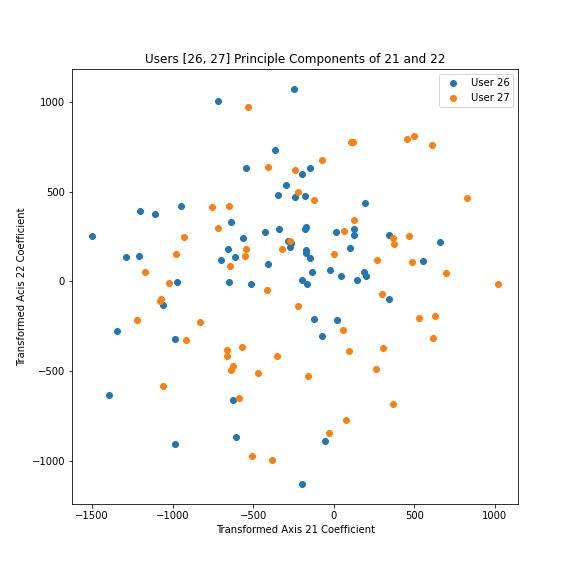 Users [26, 27] Principle Components of 21 and 22
User 26
User 27
Transformed Acis 22 Coefficient
1000
500
0
−500
−1000
−1500
−1000
−500
0
500
1000
Transformed Axis 21 Coefficient